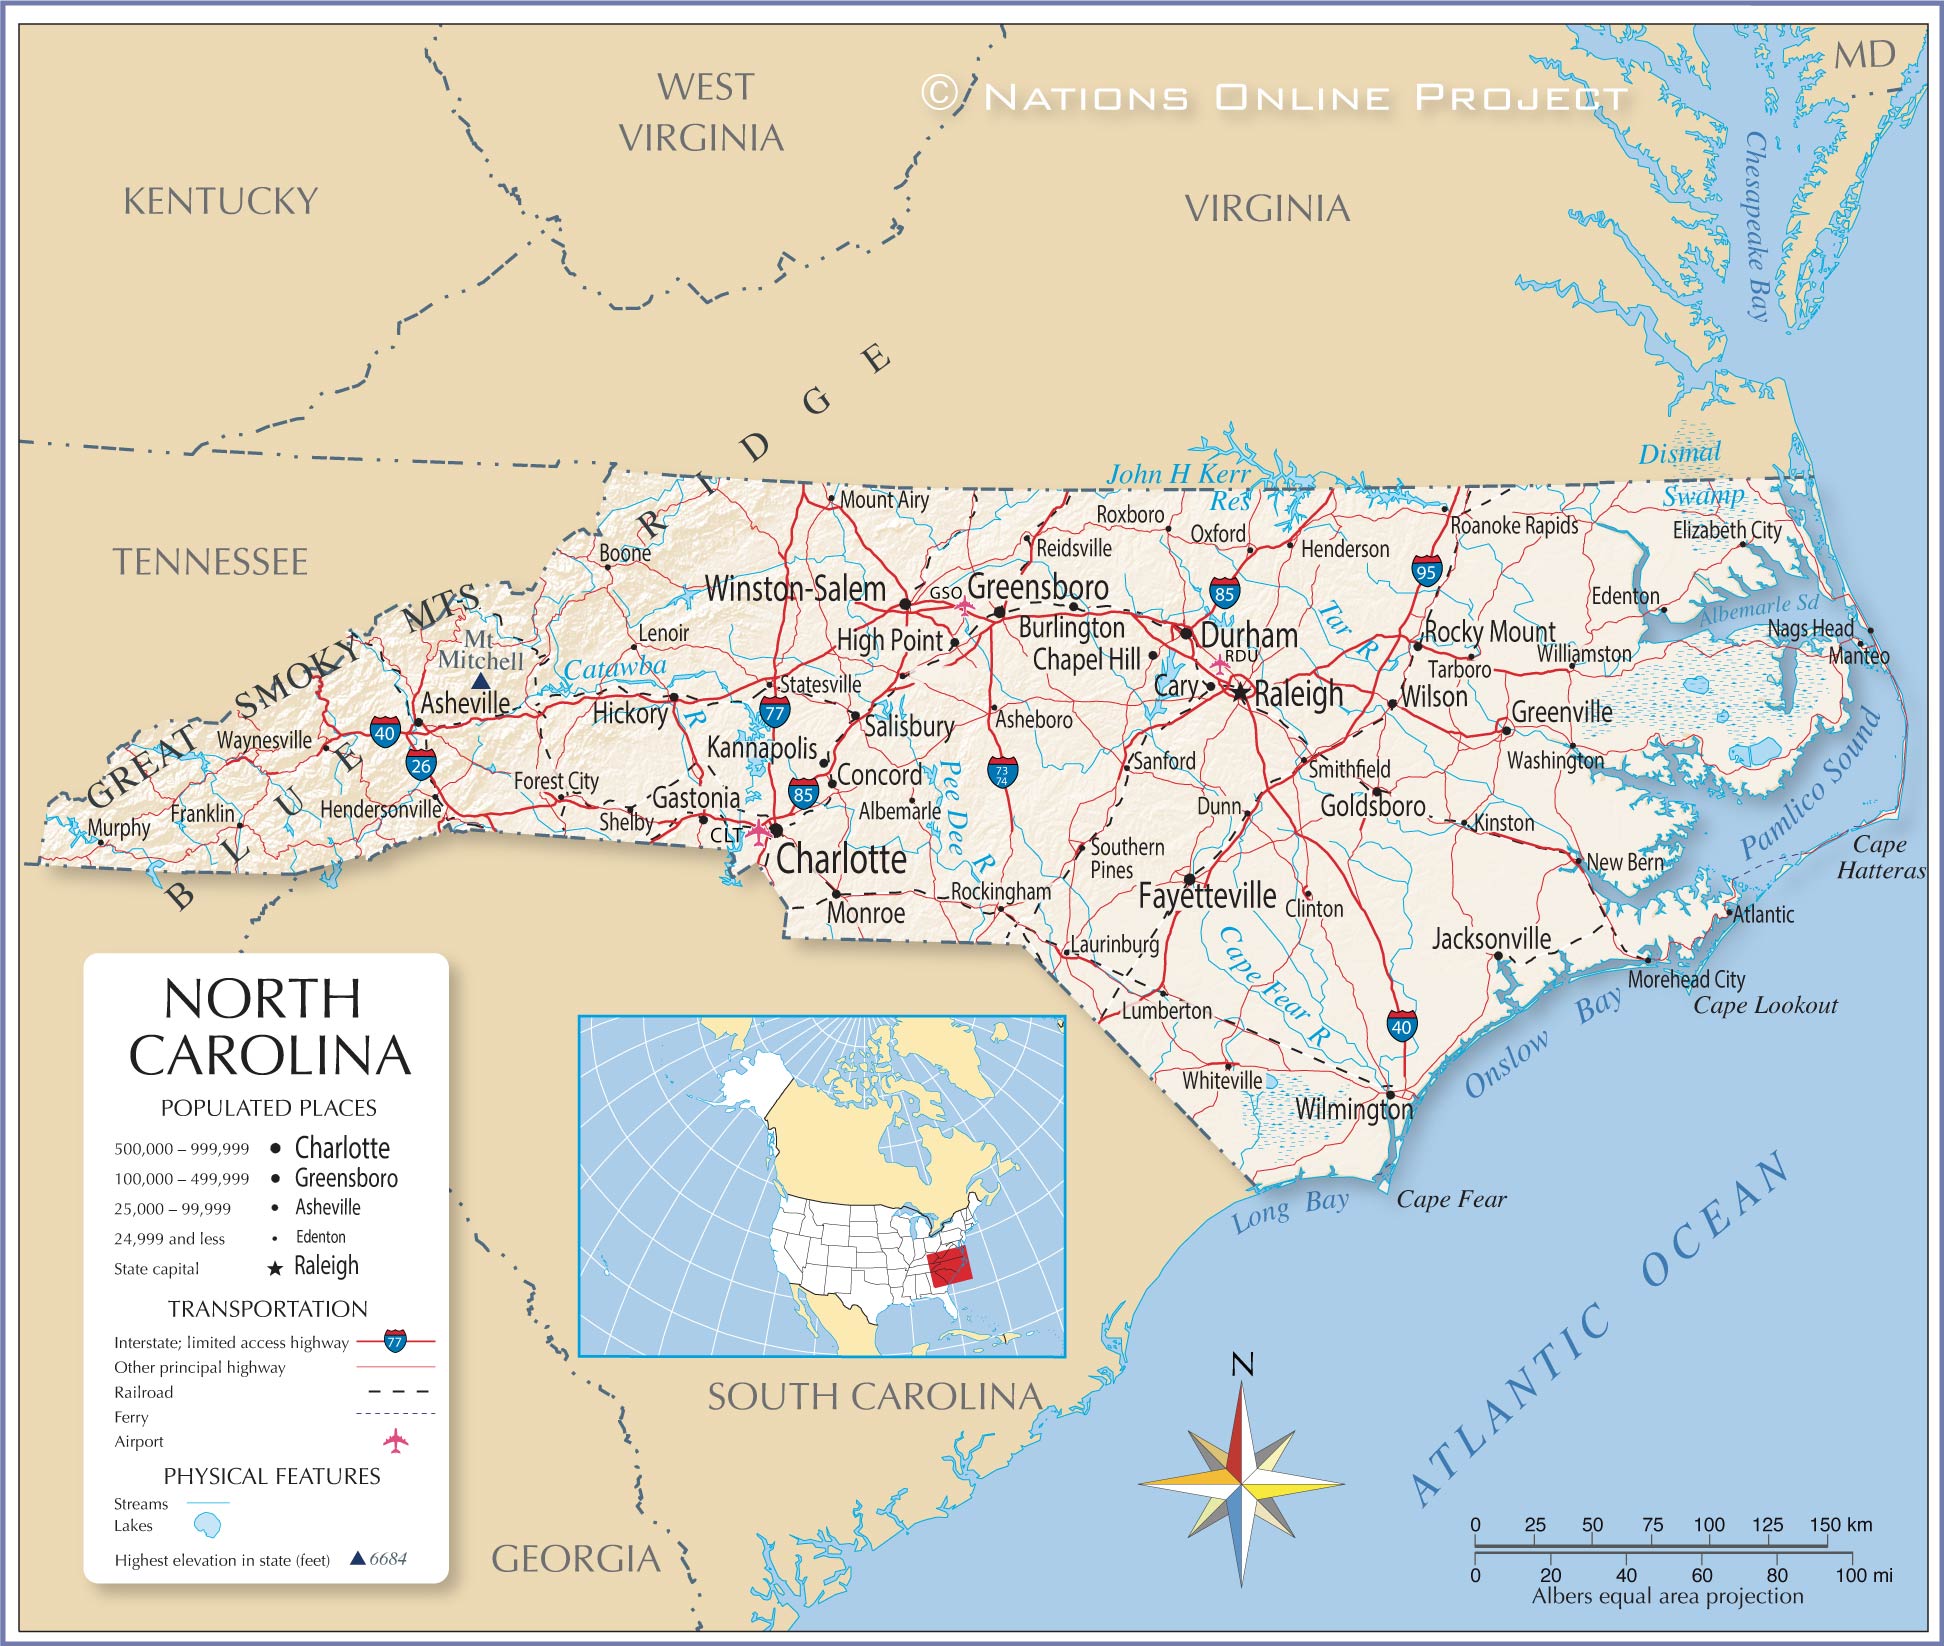 © NATIONS ONLINE PROJECT
MD
WEST
VIRGINIA
KENTUCKY
VIRGINIA
Chesapeake Bay
TENNESSEE
BLUE RIDGE
GREAT SMOKY MTS
John H Kerr
Res
Dismal
Swamp
Mount Airy
Roxboro
Oxford
Reidsville
Henderson
Roanoke Rapids
Elizabeth City
Boone
95
Winston-Salem
GSO
Greensboro
85
Edenton
Albemarle Sd
Mt
Mitchell
Lenoir
High Point
Burlington
Chapel Hill
Durham
RDU
Tar R
Rocky Mount
Tarboro
Williamston
Nags Head
Manteo
Catawba
R
Asheville
Hickory
Statesville
Cary
Raleigh
Wilson
Greenville
40
77
Waynesville
Salisbury
Asheboro
Kannapolis
26
Sanford
Smithfield
Washington
Pamlico Sound
73
74
Forest City
Concord
Pee Dee
R
85
Gastonia
Albemarle
Dunn
Goldsboro
Kinston
Franklin
Hendersonville
Shelby
CLT
Murphy
Charlotte
Southern
Pines
New Bern
Cape
Hatteras
Fayetteville
Clinton
Rockingham
Monroe
Atlantic
Laurinburg
Cape Fear R
Jacksonville
Morehead City
Cape Lookout
Lumberton
40
Onslow Bay
Whiteville
Wilmington
Cape Fear
Long Bay
ATLANTIC OCEAN
SOUTH CAROLINA
GEORGIA
NORTH
CAROLINA
POPULATED PLACES
500,000 – 999,999 Charlotte
100,000 – 499,999 Greensboro
25,000 – 99,999 Asheville
24,999 and less Edenton
State capital Raleigh
TRANSPORTATION
Interstate; limited access highway 77
Other principal highway
Railroad
Ferry
Airport
PHYSICAL FEATURES
Streams
Lakes
Highest elevation in state (feet) 6684
N
0 25 50 75 100 125 150 km
0 20 40 60 80 100 mi
Albers equal area projection